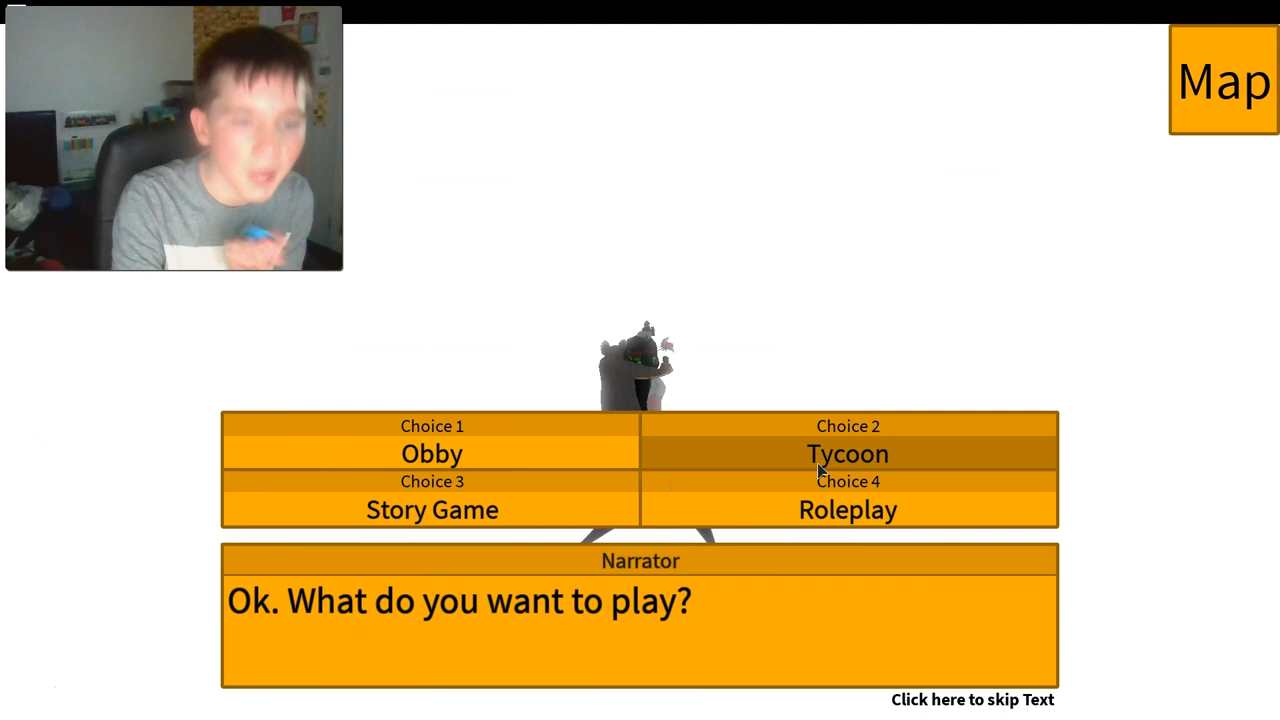 Map
Choice 1
Obby
Choice 2
Tycoon
Choice 3
Story Game
Choice 4
Roleplay
Narrator
Ok. What do you want to play?
Click here to skip Text